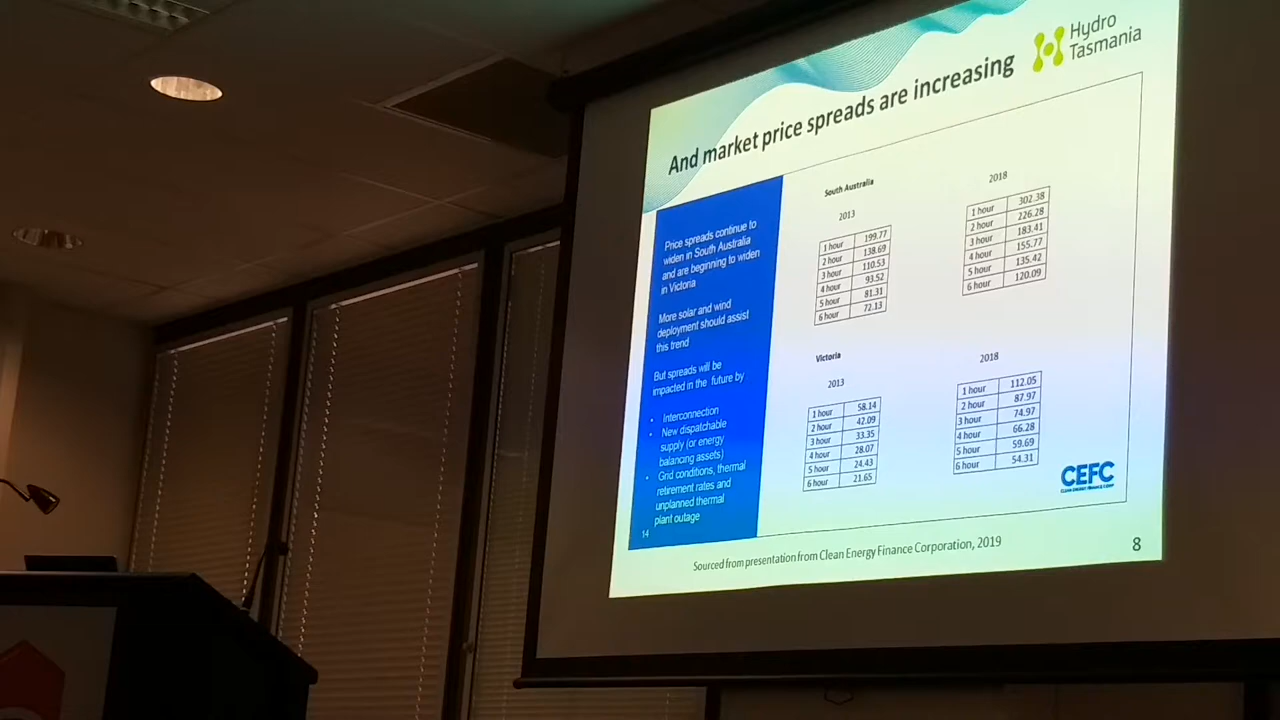 And market price spreads are increasing
Hydro
Tasmania
Price spreads continue to
widen in South Australia
and are beginning to widen
in Victoria
More solar and wind
deployment should assist
this trend
But spreads will be
impacted in the future by
• Interconnection
• New dispatchable
supply (or energy
balancing assets)
• Grid conditions, thermal
retirement rates and
unplanned thermal
plant outage
14
South Australia
2013
1 hour 199.77
2 hour 138.69
3 hour 110.53
4 hour 93.52
5 hour 81.31
6 hour 72.13
2018
1 hour 302.38
2 hour 226.28
3 hour 183.41
4 hour 155.77
5 hour 135.42
6 hour 120.09
Victoria
2013
1 hour 58.14
2 hour 42.09
3 hour 33.35
4 hour 28.07
5 hour 24.43
6 hour 21.65
2018
1 hour 112.05
2 hour 87.97
3 hour 74.97
4 hour 66.28
5 hour 59.69
6 hour 54.31
CEFC
CLEAN ENERGY FINANCE CORP
Sourced from presentation from Clean Energy Finance Corporation, 2019
8